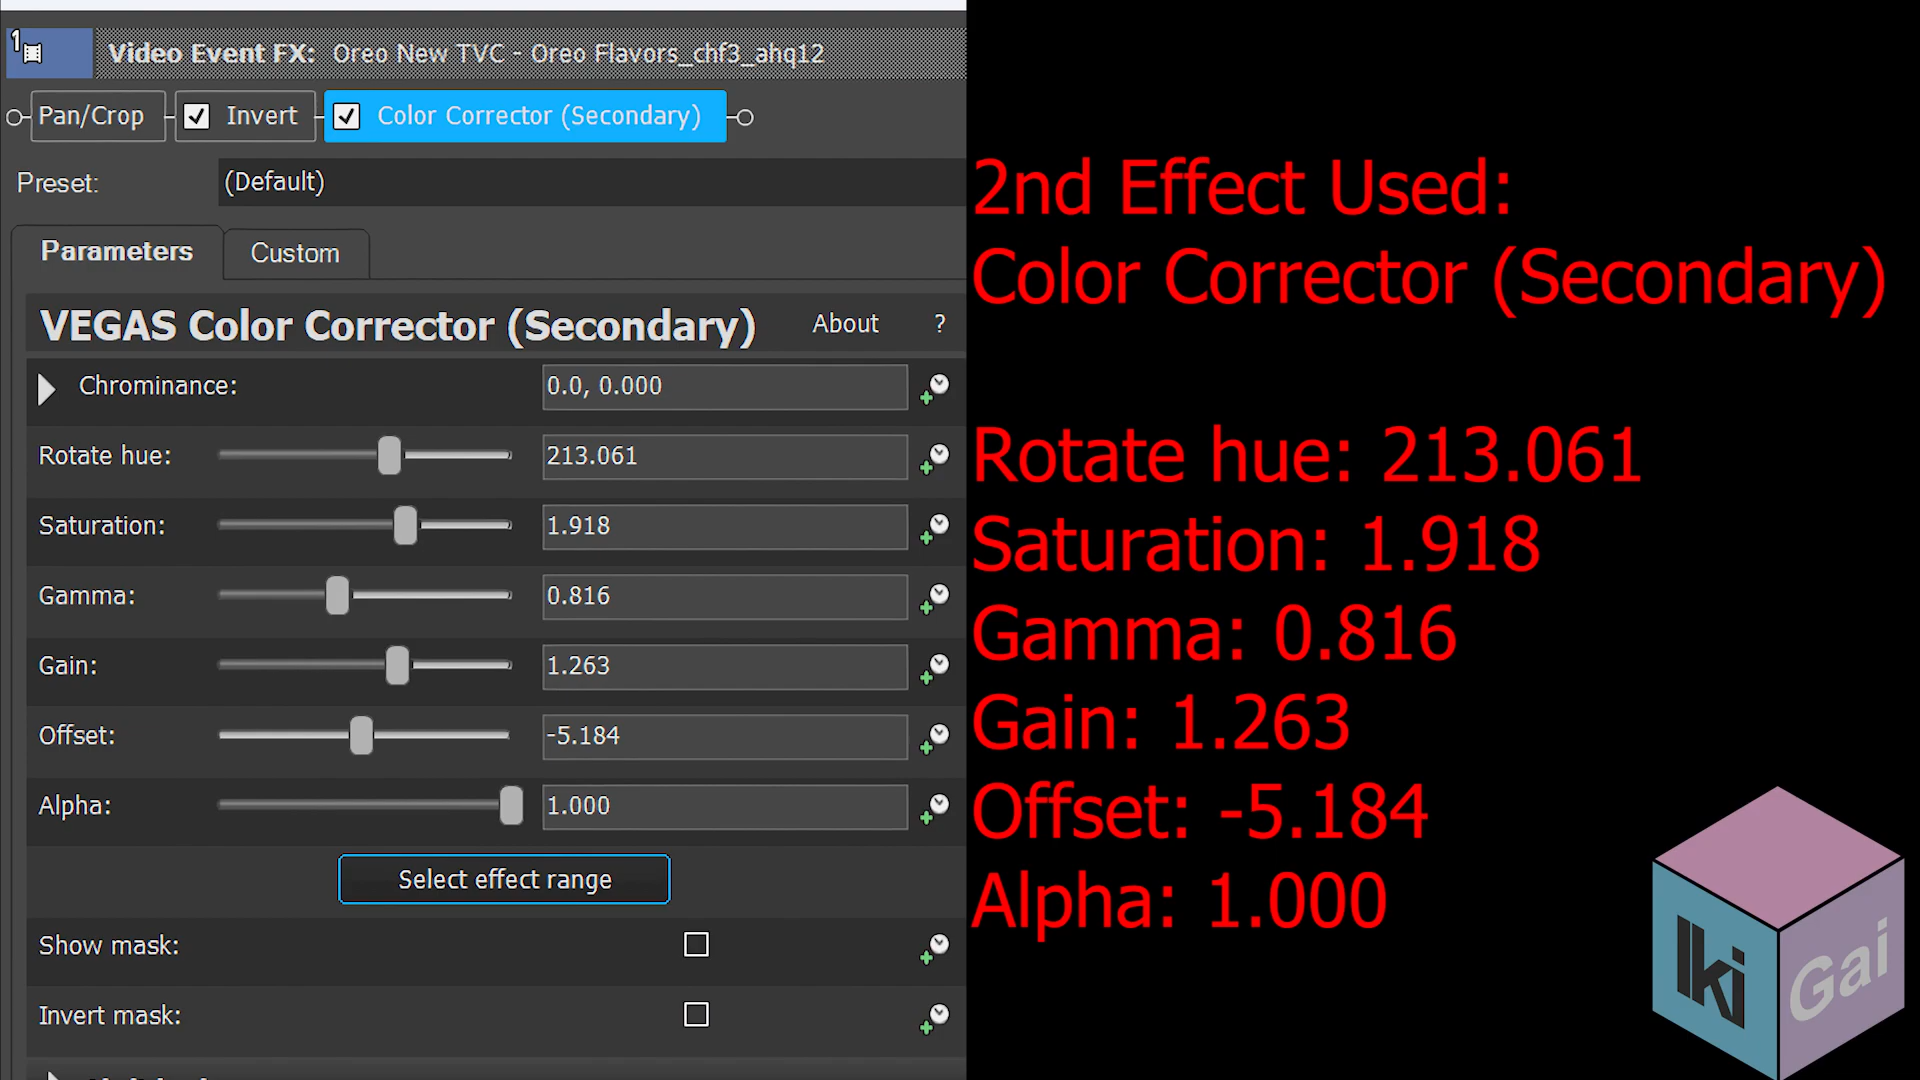 1
Video Event FX: Oreo New TVC - Oreo Flavors_chf3_ahq12
Pan/Crop Invert Color Corrector (Secondary)
Preset: (Default)
Parameters Custom
VEGAS Color Corrector (Secondary) About ?
Chrominance: 0.0, 0.000
Rotate hue: 213.061
Saturation: 1.918
Gamma: 0.816
Gain: 1.263
Offset: -5.184
Alpha: 1.000
Select effect range
Show mask:
Invert mask:
2nd Effect Used:
Color Corrector (Secondary)
Rotate hue: 213.061
Saturation: 1.918
Gamma: 0.816
Gain: 1.263
Offset: -5.184
Alpha: 1.000
Iki Gai